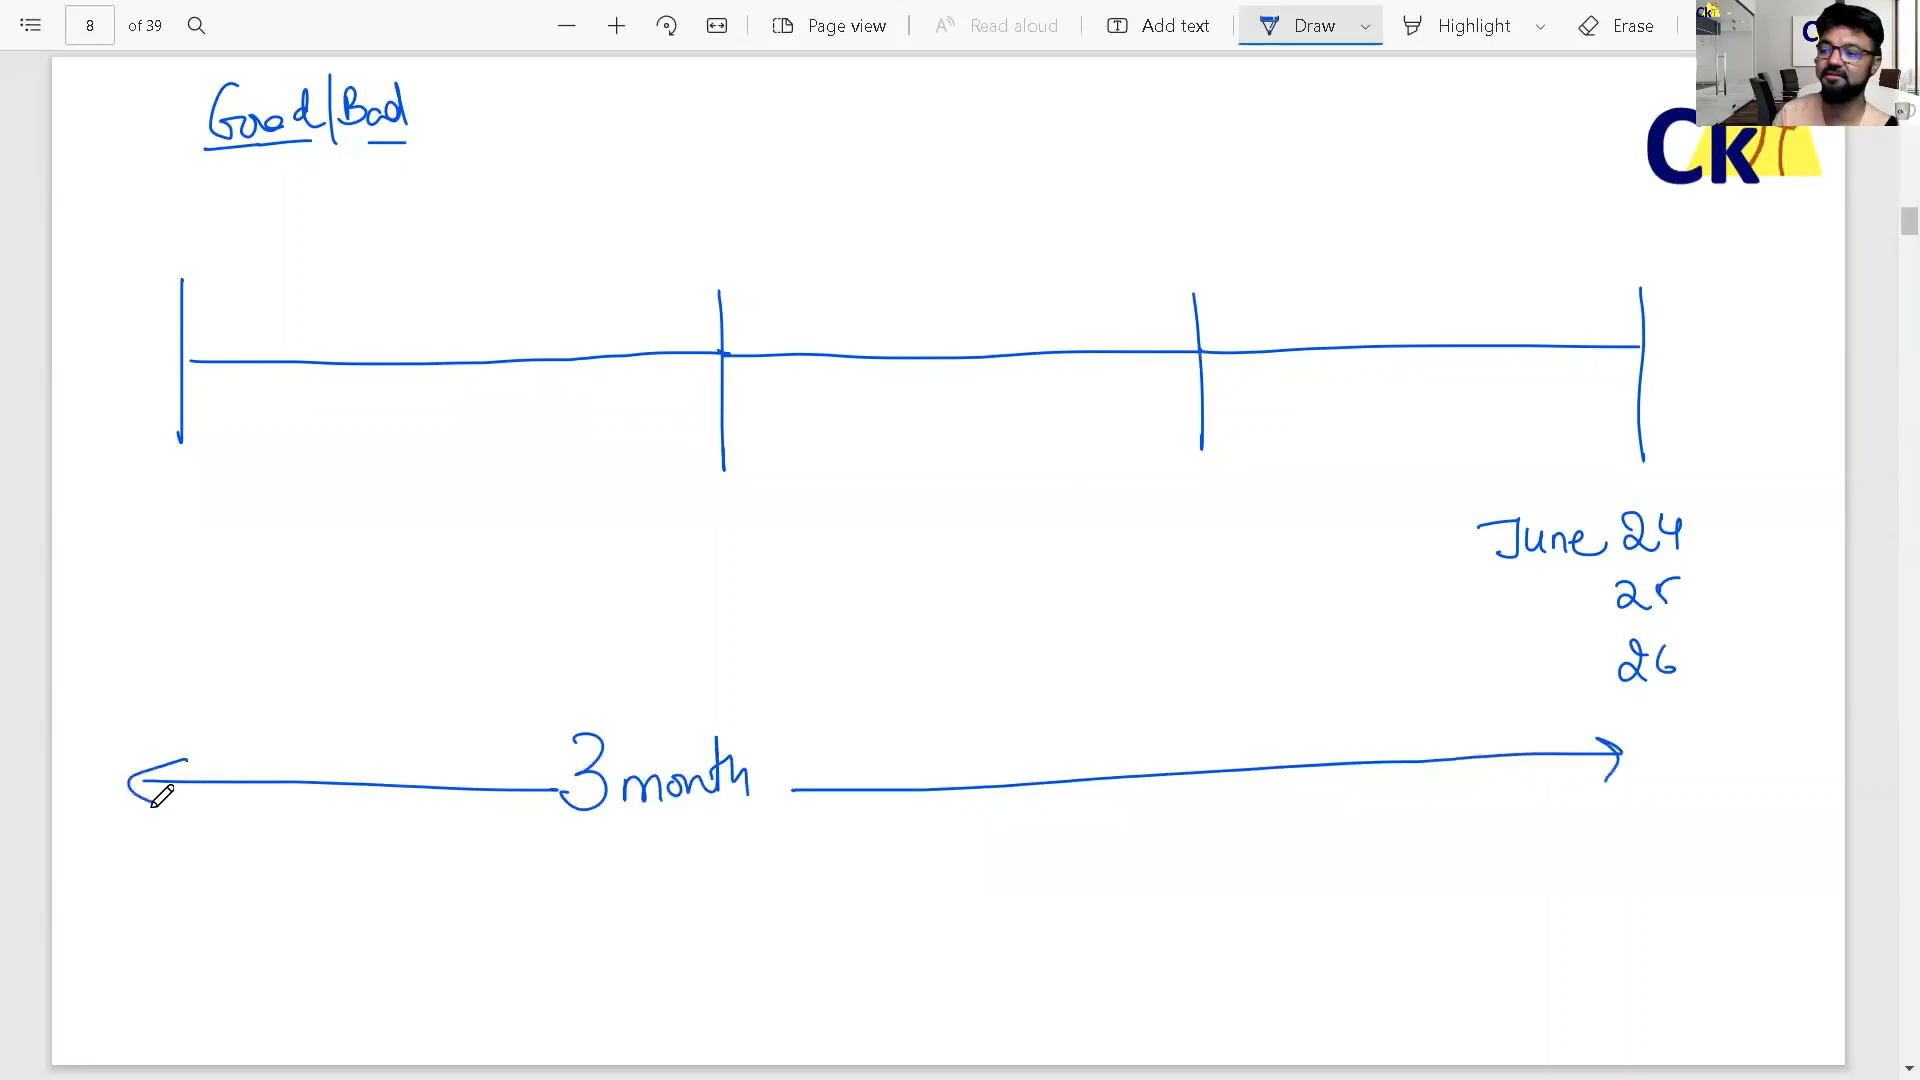 8 of 39 Page view Read aloud Add text Draw Highlight Erase
Good/Bad
Ck
June 24
25
26
3 month